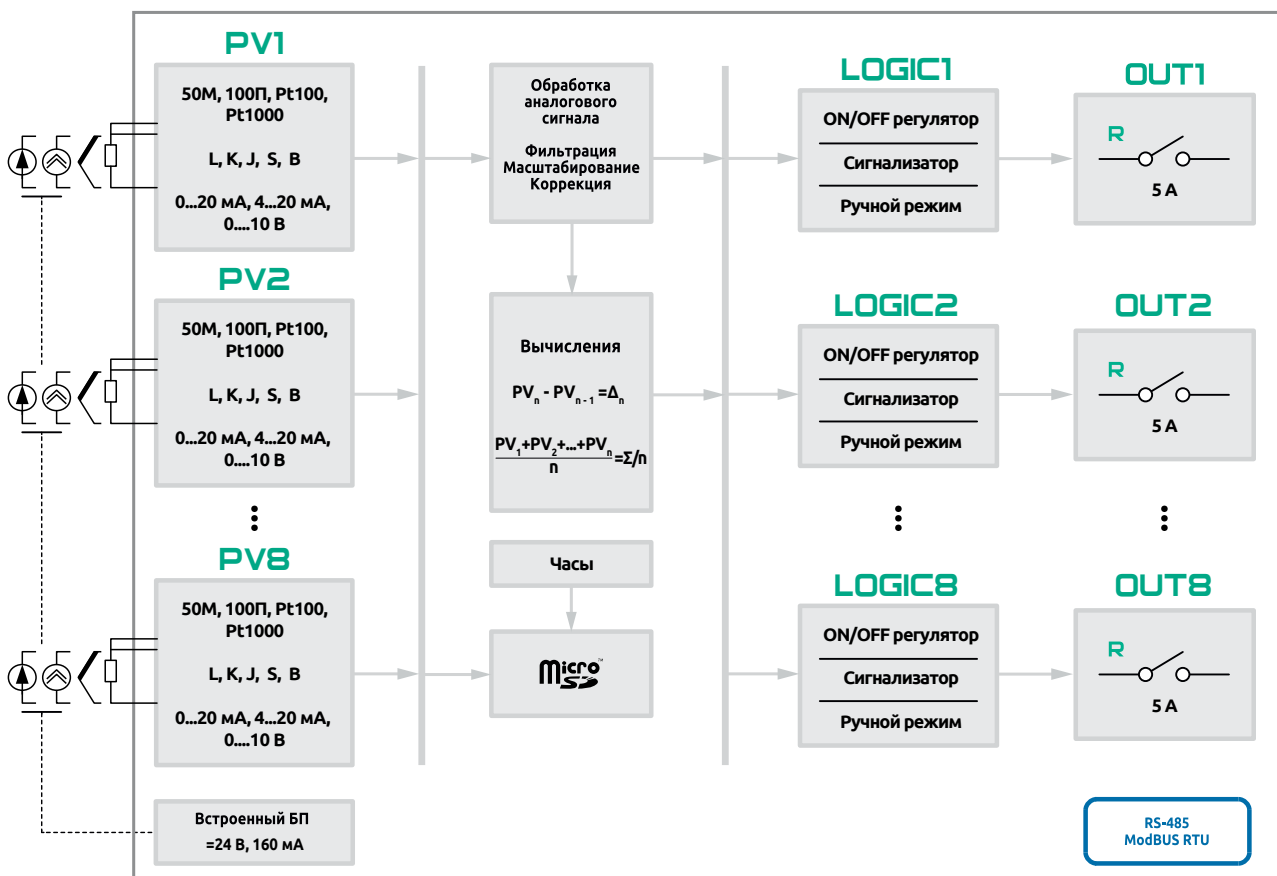 PV1
50М, 100П, Pt100,
Pt1000
L, K, J, S, B
0...20 мА, 4...20 мА,
0....10 В
PV2
50М, 100П, Pt100,
Pt1000
L, K, J, S, B
0...20 мА, 4...20 мА,
0....10 В
PV8
50М, 100П, Pt100,
Pt1000
L, K, J, S, B
0...20 мА, 4...20 мА,
0....10 В
Встроенный БП
=24 В, 160 мА
Обработка
аналогового
сигнала
Фильтрация
Масштабирование
Коррекция
Вычисления
PVn - PVn - 1 =Δn
PV1+PV2+...+PVn
n
=Σ/n
Часы
Micro
SD™
LOGIC1
ON/OFF регулятор
Сигнализатор
Ручной режим
LOGIC2
ON/OFF регулятор
Сигнализатор
Ручной режим
LOGIC8
ON/OFF регулятор
Сигнализатор
Ручной режим
OUT1
R
5 А
OUT2
R
5 А
OUT8
R
5 А
RS-485
ModBUS RTU